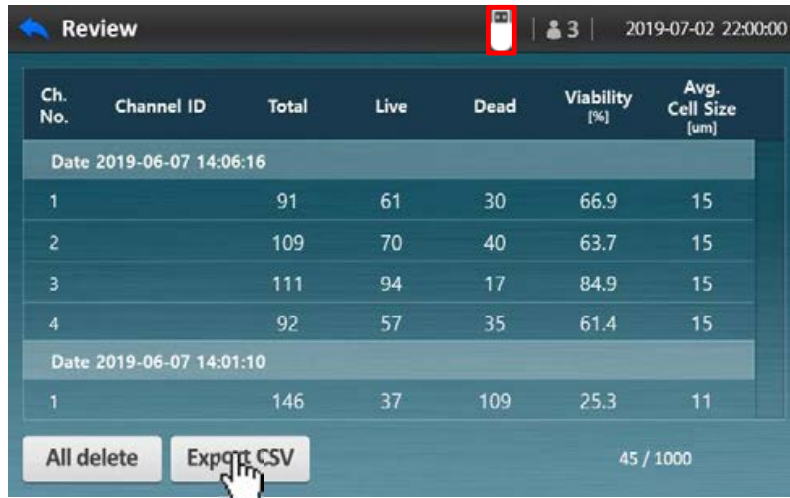 Review 3 2019-07-02 22:00:00
Ch. No. Channel ID Total Live Dead Viability [%] Avg. Cell Size [um]
Date 2019-06-07 14:06:16
1 91 61 30 66.9 15
2 109 70 40 63.7 15
3 111 94 17 84.9 15
4 92 57 35 61.4 15
Date 2019-06-07 14:01:10
1 146 37 109 25.3 11
All delete Export CSV 45 / 1000